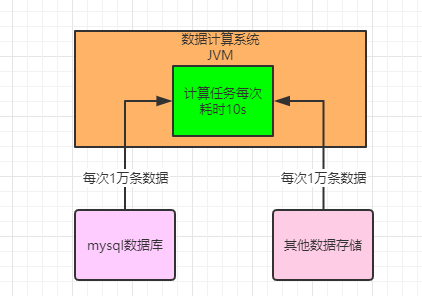 数据计算系统
JVM
计算任务每次
耗时10s
每次1万条数据
每次1万条数据
mysql数据库
其他数据存储